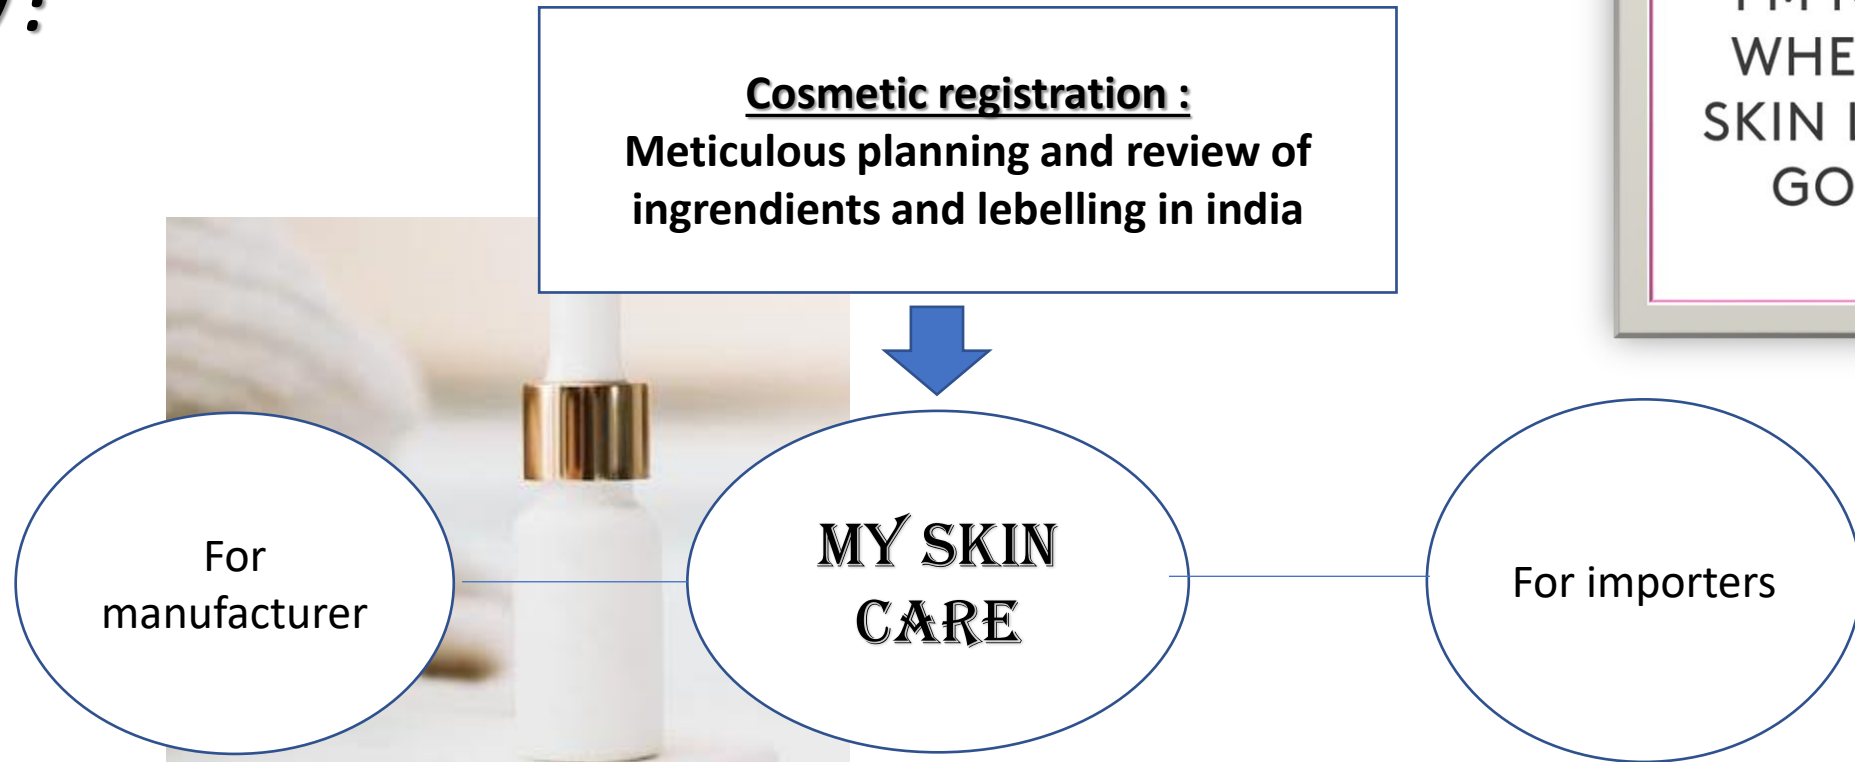 Cosmetic registration :
Meticulous planning and review of
ingrendients and lebelling in india
WHE
SKIN
GO
For
manufacturer
MY SKIN
CARE
For importers